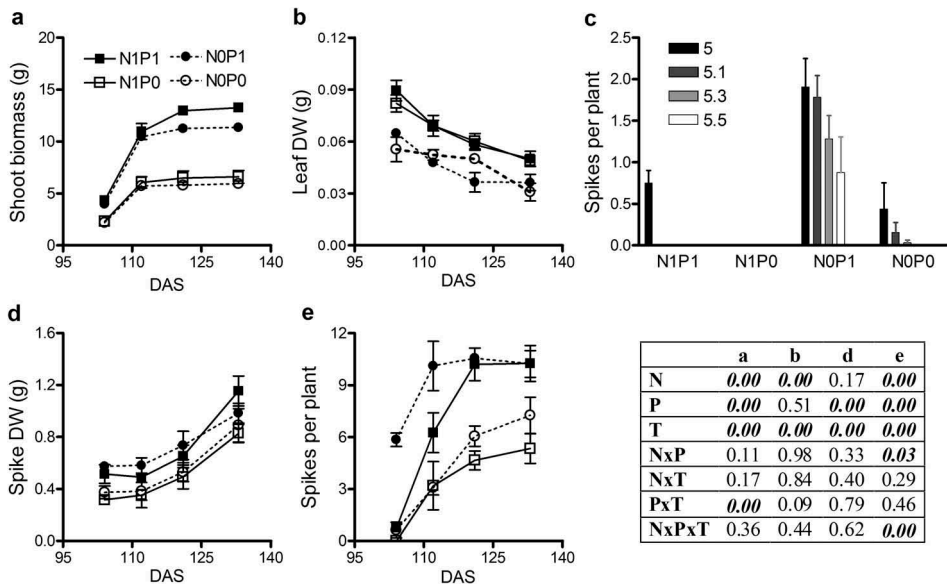 a
20
15
10
5
0
Shoot biomass (g)
N1P1
N0P1
N1P0
N0P0
95 110 125 140
DAS
b
0.12
0.09
0.06
0.03
0.00
Leaf DW (g)
95 110 125 140
DAS
c
2.5
2.0
1.5
1.0
0.5
0.0
Spikes per plant
5
5.1
5.3
5.5
N1P1 N1P0 N0P1 N0P0
d
1.6
1.2
0.8
0.4
0.0
Spike DW (g)
95 110 125 140
DAS
e
12
9
6
3
0
Spikes per plant
95 110 125 140
DAS
a b d e
N 0.00 0.00 0.17 0.00
P 0.00 0.51 0.00 0.00
T 0.00 0.00 0.00 0.00
NxP 0.11 0.98 0.33 0.03
NxT 0.17 0.84 0.40 0.29
PxT 0.00 0.09 0.79 0.46
NxPxT 0.36 0.44 0.62 0.00